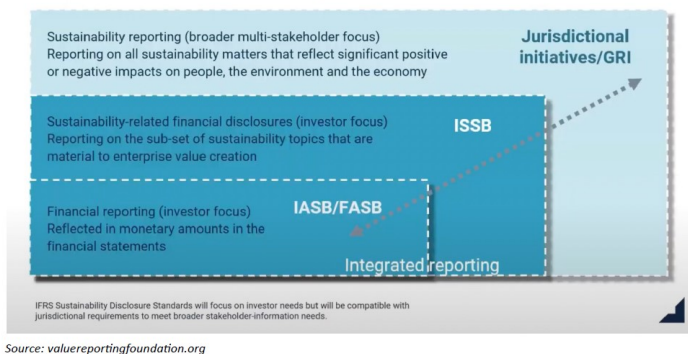 Sustainability reporting (broader multi-stakeholder focus)
Reporting on all sustainability matters that reflect significant positive
or negative impacts on people, the environment and the economy
Jurisdictional
initiatives/GRI
Sustainability-related financial disclosures (investor focus)
Reporting on the sub-set of sustainability topics that are
material to enterprise value creation
ISSB
Financial reporting (investor focus)
Reflected in monetary amounts in the
financial statements
IASB/FASB
Integrated reporting
IFRS Sustainability Disclosure Standards will focus on investor needs but will be compatible with
jurisdictional requirements to meet broader stakeholder-information needs.
Source: valuereportingfoundation.org